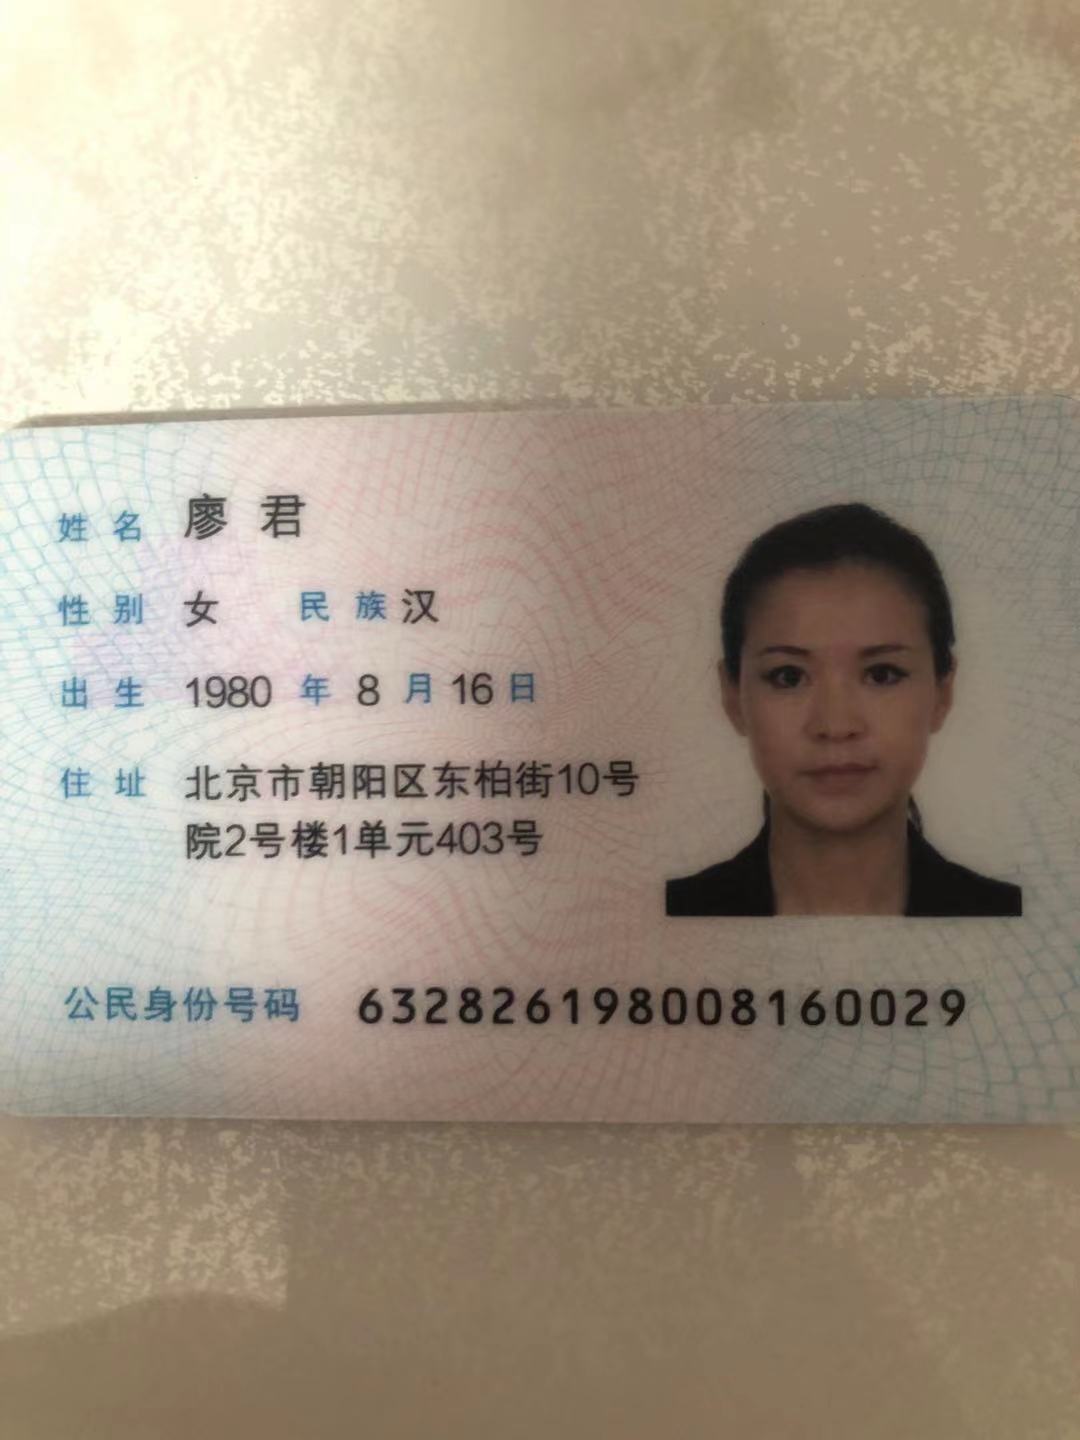 姓名 廖君
性别 女 民族 汉
出生 1980 年 8 月 16 日
住址 北京市朝阳区东柏街10号
院2号楼1单元403号
公民身份号码 632826198008160029